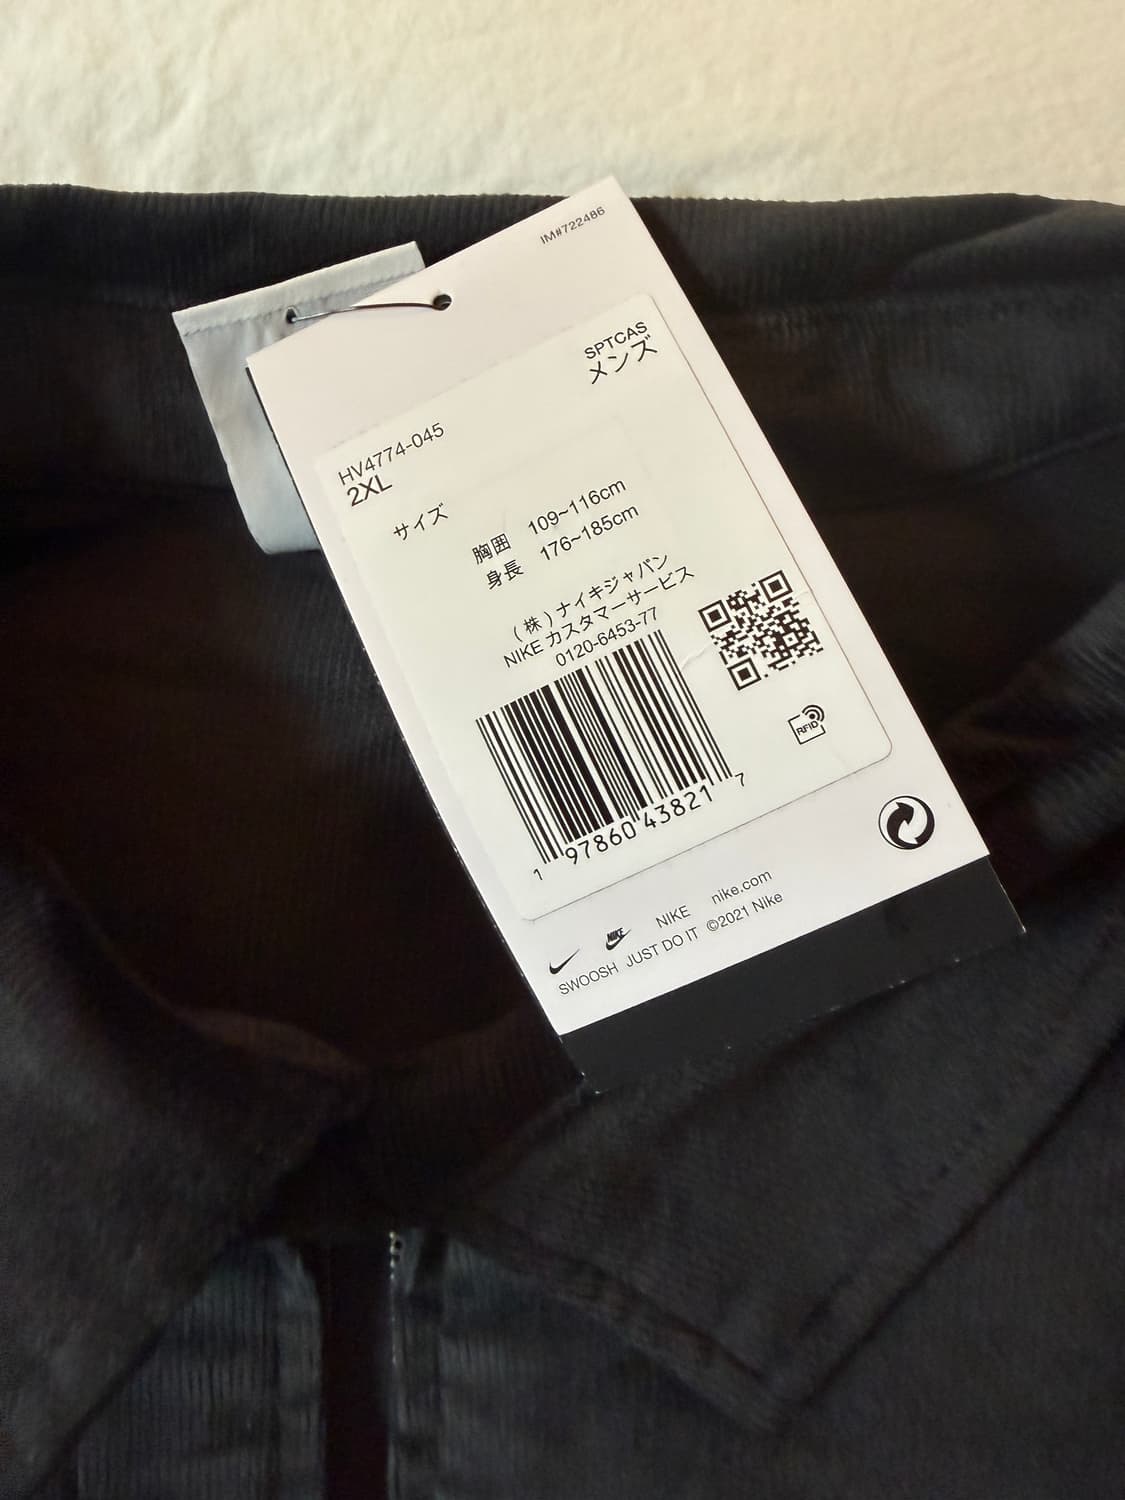 IM#722486
SPTCAS
メンズ
HV4774-045
2XL
サイズ
胸囲 109~116cm
身長 176~185cm
(株)ナイキジャパン
NIKE カスタマーサービス
0120-6453-77
RFID
1 97860 43821 7
NIKE NIKE nike.com
SWOOSH JUST DO IT ©2021 Nike